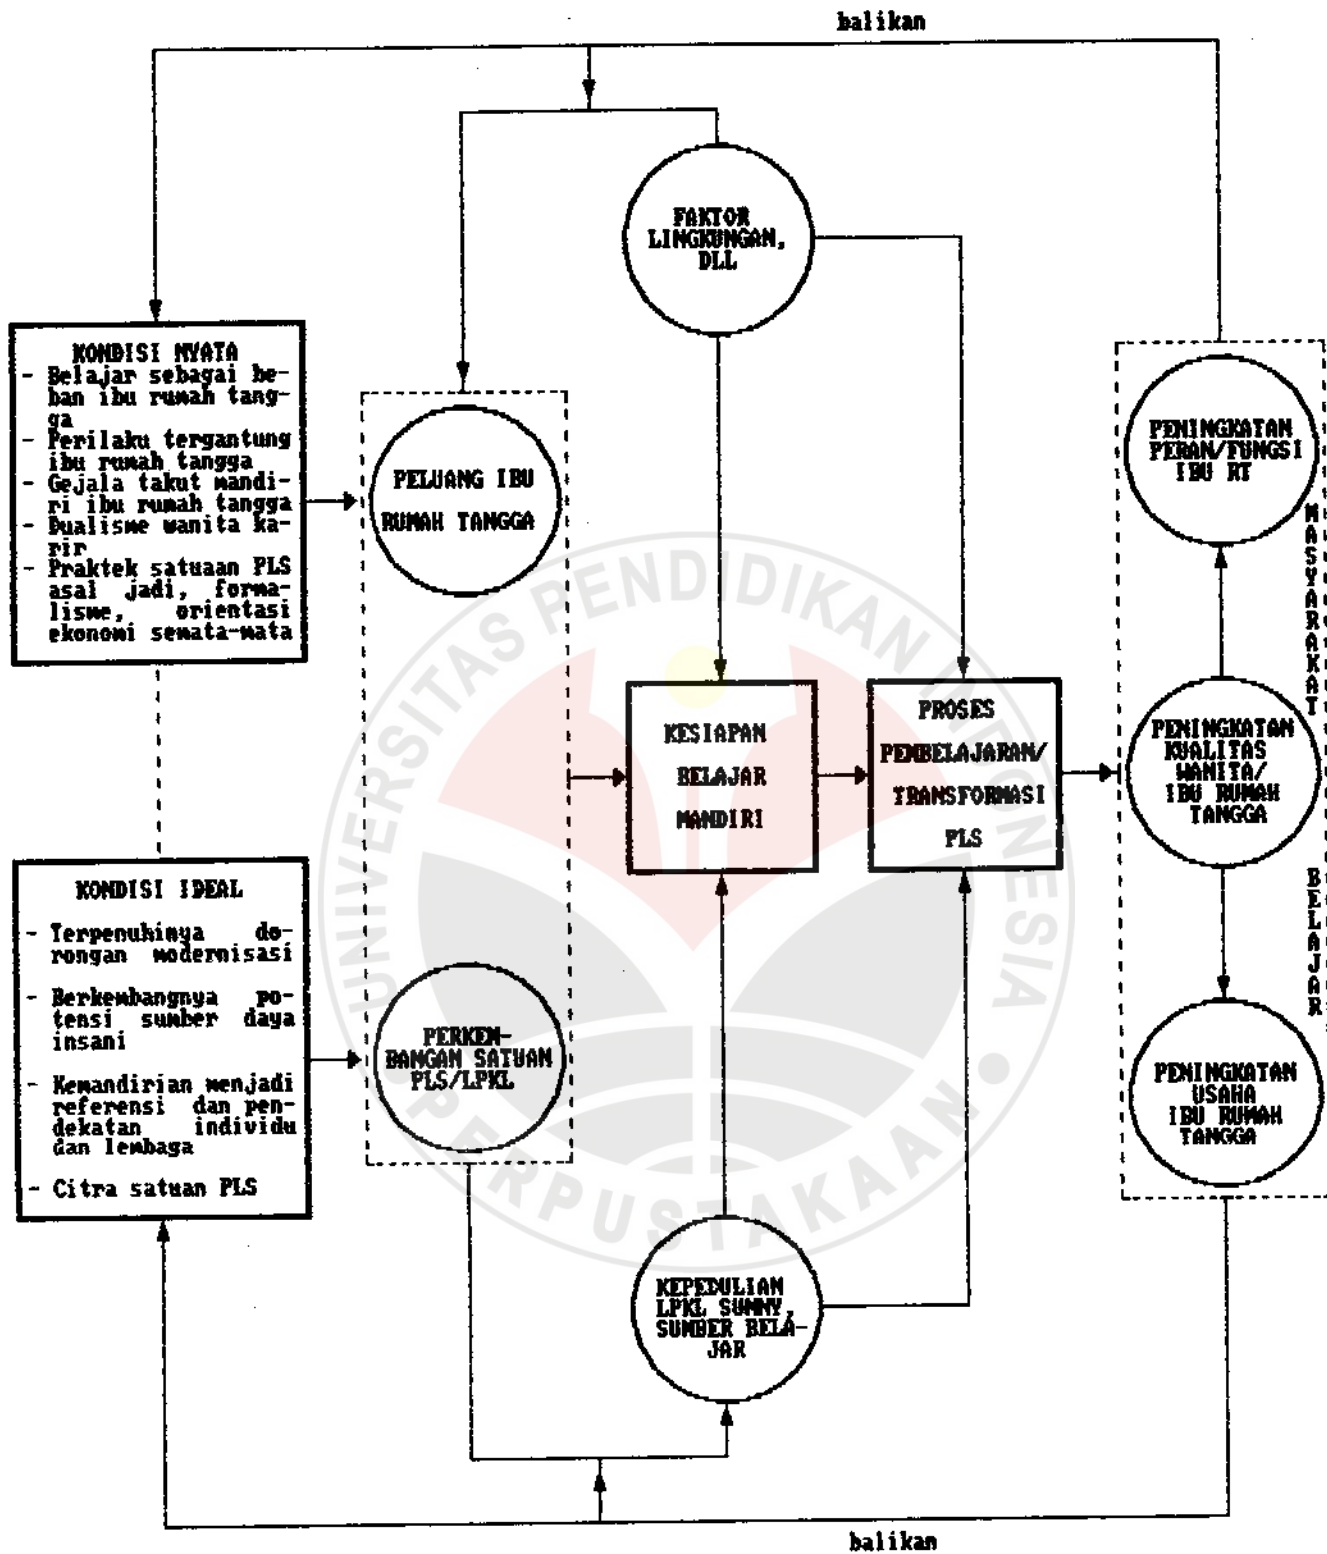 balikan
FAKTOR
LINGKUNGAN,
DLL
KONDISI NYATA
- Belajar sebagai be-
ban ibu rumah tang-
ga
- Perilaku tergantung
ibu rumah tangga
- Gejala takut mandi-
ri ibu rumah tangga
- Dualisme wanita ka-
rir
- Praktek satuaan PLS
asal jadi, forma-
lisme, orientasi
ekonomi semata-mata
PELUANG IBU
RUMAH TANGGA
PENINGKATAN
PERAN/FUNGSI
IBU RT
KESIAPAN
BELAJAR
MANDIRI
PROSES
PEMBELAJARAN/
TRANSFORMASI
PLS
PENINGKATAN
KUALITAS
WANITA/
IBU RUMAH
TANGGA
MASYARAKAT BELAJAR
KONDISI IDEAL
- Terpenuhinya do-
rongan modernisasi
- Berkembangnya po-
tensi sumber daya
insani
- Kemandirian menjadi
referensi dan pen-
dekatan individu
dan lembaga
- Citra satuan PLS
PERKEM-
BANGAN SATUAN
PLS/LPKL
PENINGKATAN
USAHA
IBU RUMAH
TANGGA
KEPEDULIAN
LPKL SUNNY,
SUMBER BELA-
JAR
balikan
UNIVERSITAS PENDIDIKAN INDONESIA
PERPUSTAKAAN